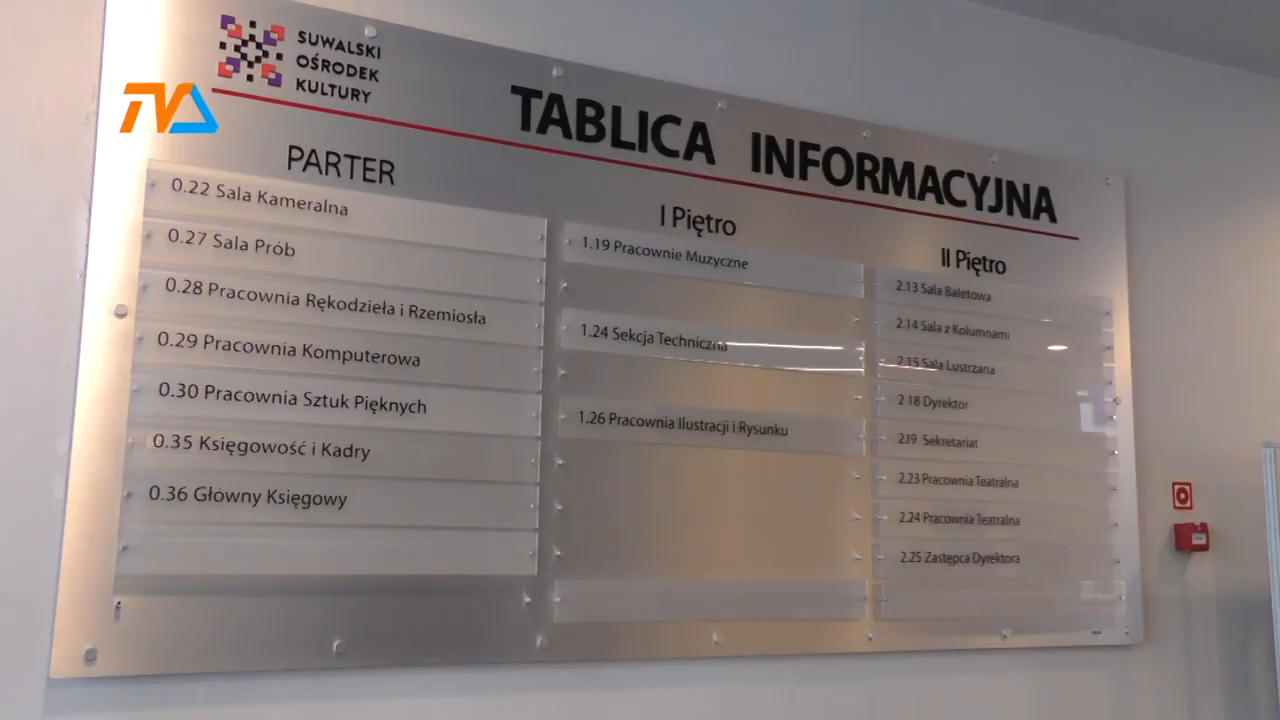 SUWALSKI
OŚRODEK
KULTURY
TVA
TABLICA INFORMACYJNA
PARTER
0.22 Sala Kameralna
0.27 Sala Prób
0.28 Pracownia Rękodzieła i Rzemiosła
0.29 Pracownia Komputerowa
0.30 Pracownia Sztuk Pięknych
0.35 Księgowość i Kadry
0.36 Główny Księgowy
I Piętro
1.19 Pracownie Muzyczne
1.24 Sekcja Techniczna
1.26 Pracownia Ilustracji i Rysunku
II Piętro
2.13 Sala Baletowa
2.14 Sala z Kolumnami
2.15 Sala Lustrzana
2 18 Dyrektor
2.19 Sekretariat
2.23 Pracownia Teatralna
2.24 Pracownia Teatralna
2.25 Zastępca Dyrektora